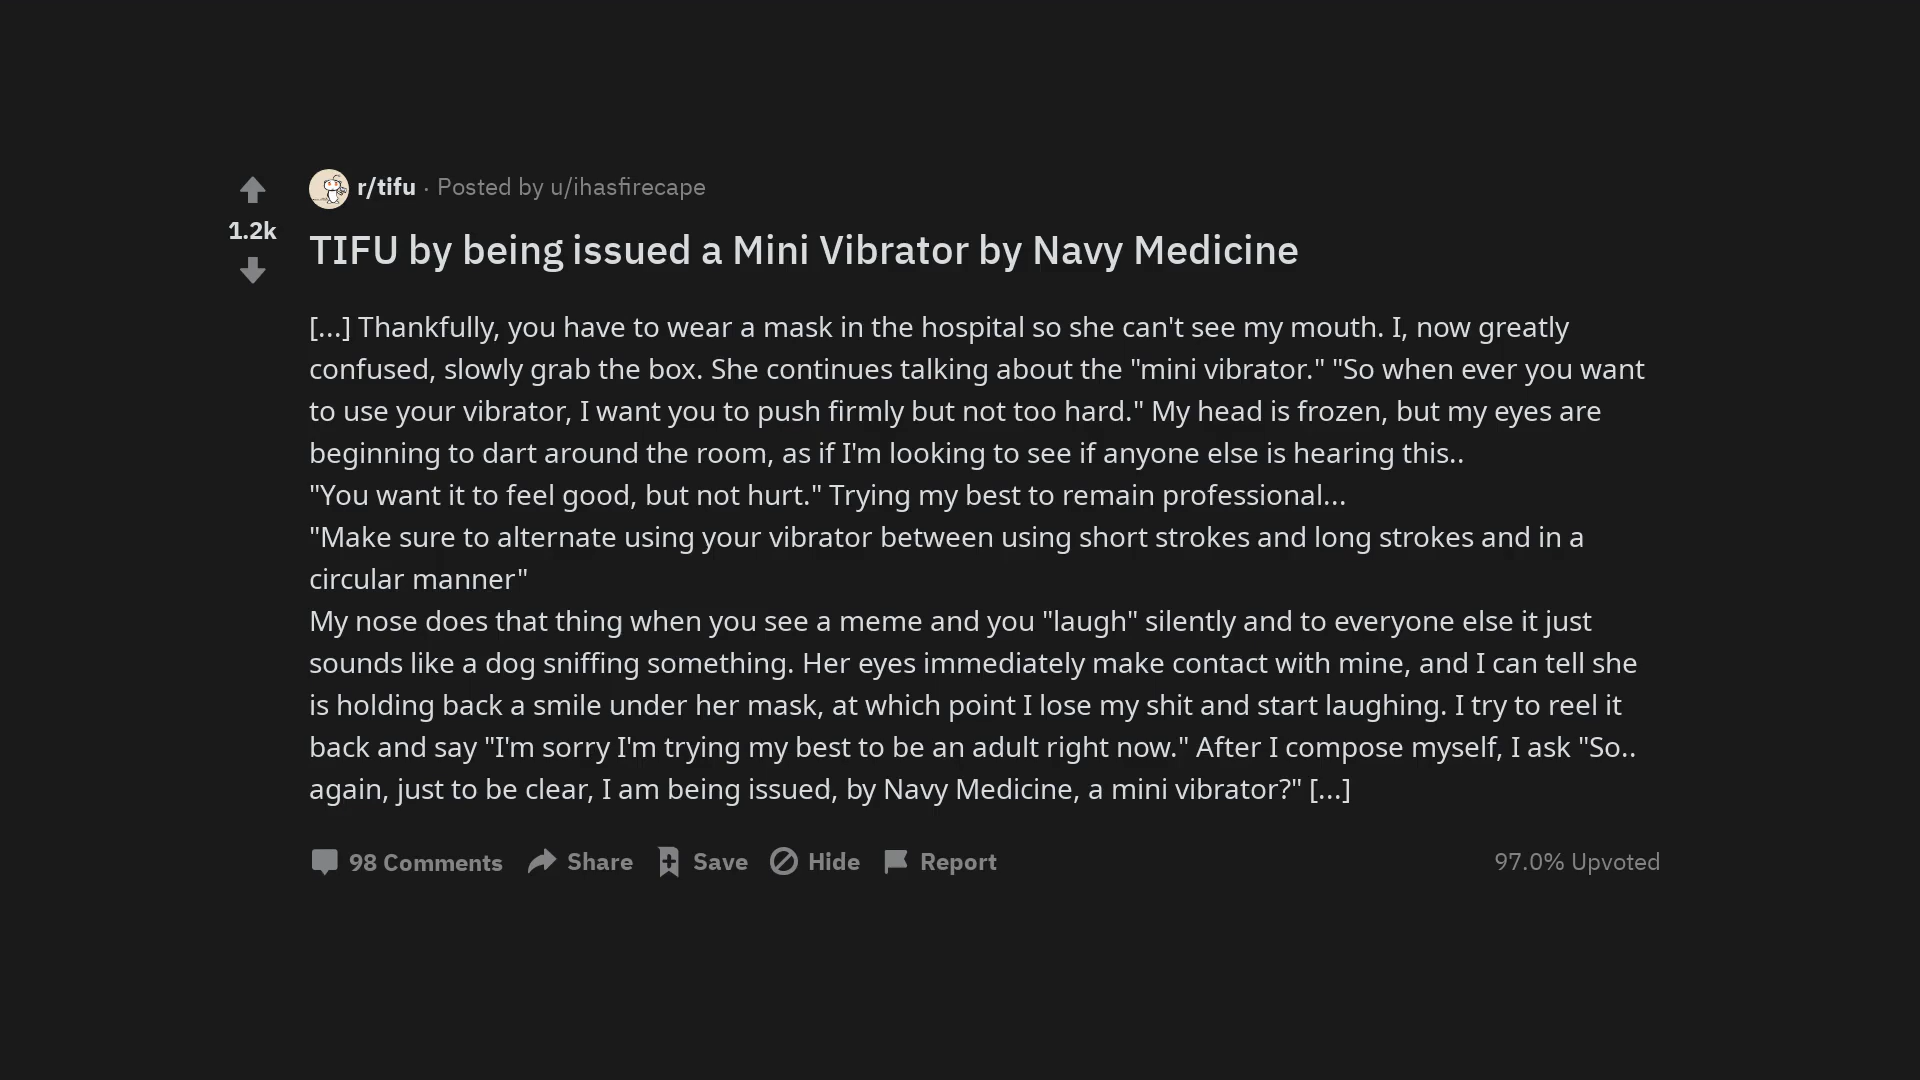 r/tifu · Posted by u/ihasfirecape
1.2k
TIFU by being issued a Mini Vibrator by Navy Medicine
[...] Thankfully, you have to wear a mask in the hospital so she can't see my mouth. I, now greatly
confused, slowly grab the box. She continues talking about the "mini vibrator." "So when ever you want
to use your vibrator, I want you to push firmly but not too hard." My head is frozen, but my eyes are
beginning to dart around the room, as if I'm looking to see if anyone else is hearing this..
"You want it to feel good, but not hurt." Trying my best to remain professional...
"Make sure to alternate using your vibrator between using short strokes and long strokes and in a
circular manner"
My nose does that thing when you see a meme and you "laugh" silently and to everyone else it just
sounds like a dog sniffing something. Her eyes immediately make contact with mine, and I can tell she
is holding back a smile under her mask, at which point I lose my shit and start laughing. I try to reel it
back and say "I'm sorry I'm trying my best to be an adult right now." After I compose myself, I ask "So..
again, just to be clear, I am being issued, by Navy Medicine, a mini vibrator?" [...]
98 Comments Share Save Hide Report 97.0% Upvoted